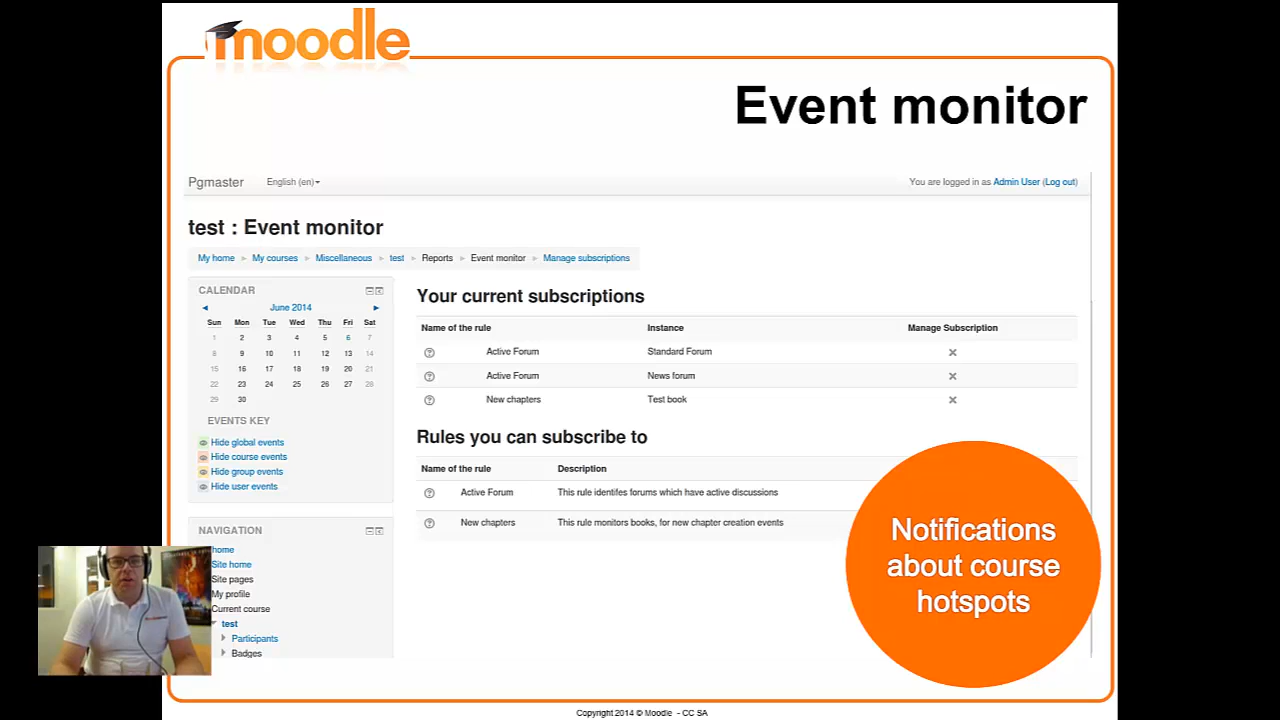 moodle
Event monitor
Pgmaster English (en)
You are logged in as Admin User (Log out)
test : Event monitor
My home My courses Miscellaneous test Reports Event monitor Manage subscriptions
CALENDAR
June 2014
Sun Mon Tue Wed Thu Fri Sat
1 2 3 4 5 6 7
8 9 10 11 12 13 14
15 16 17 18 19 20 21
22 23 24 25 26 27 28
29 30
EVENTS KEY
Hide global events
Hide course events
Hide group events
Hide user events
NAVIGATION
home
Site home
Site pages
My profile
Current course
test
Participants
Badges
Your current subscriptions
Name of the rule Instance Manage Subscription
Active Forum Standard Forum
Active Forum News forum
New chapters Test book
Rules you can subscribe to
Name of the rule Description
Active Forum This rule identifes forums which have active discussions
New chapters This rule monitors books, for new chapter creation events
Notifications
about course
hotspots
Copyright 2014 © Moodle - CC SA